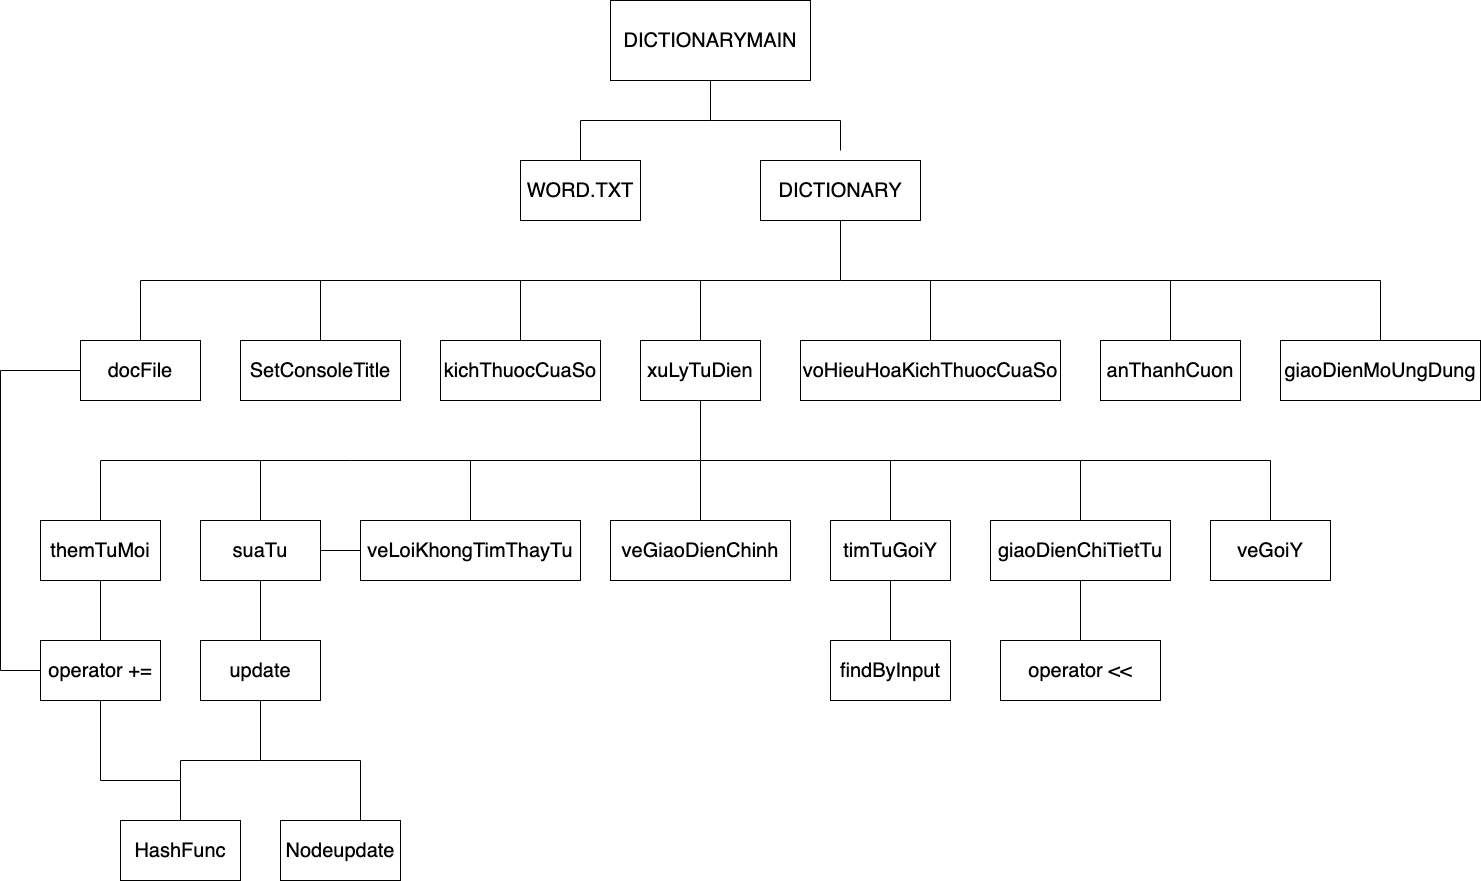 DICTIONARYMAIN
WORD.TXT
DICTIONARY
docFile
SetConsoleTitle
kichThuocCuaSo
xuLyTuDien
voHieuHoaKichThuocCuaSo
anThanhCuon
giaoDienMoUngDung
themTuMoi
suaTu
veLoiKhongTimThayTu
veGiaoDienChinh
timTuGoiY
giaoDienChiTietTu
veGoiY
operator +=
update
findByInput
operator <<
HashFunc
Nodeupdate